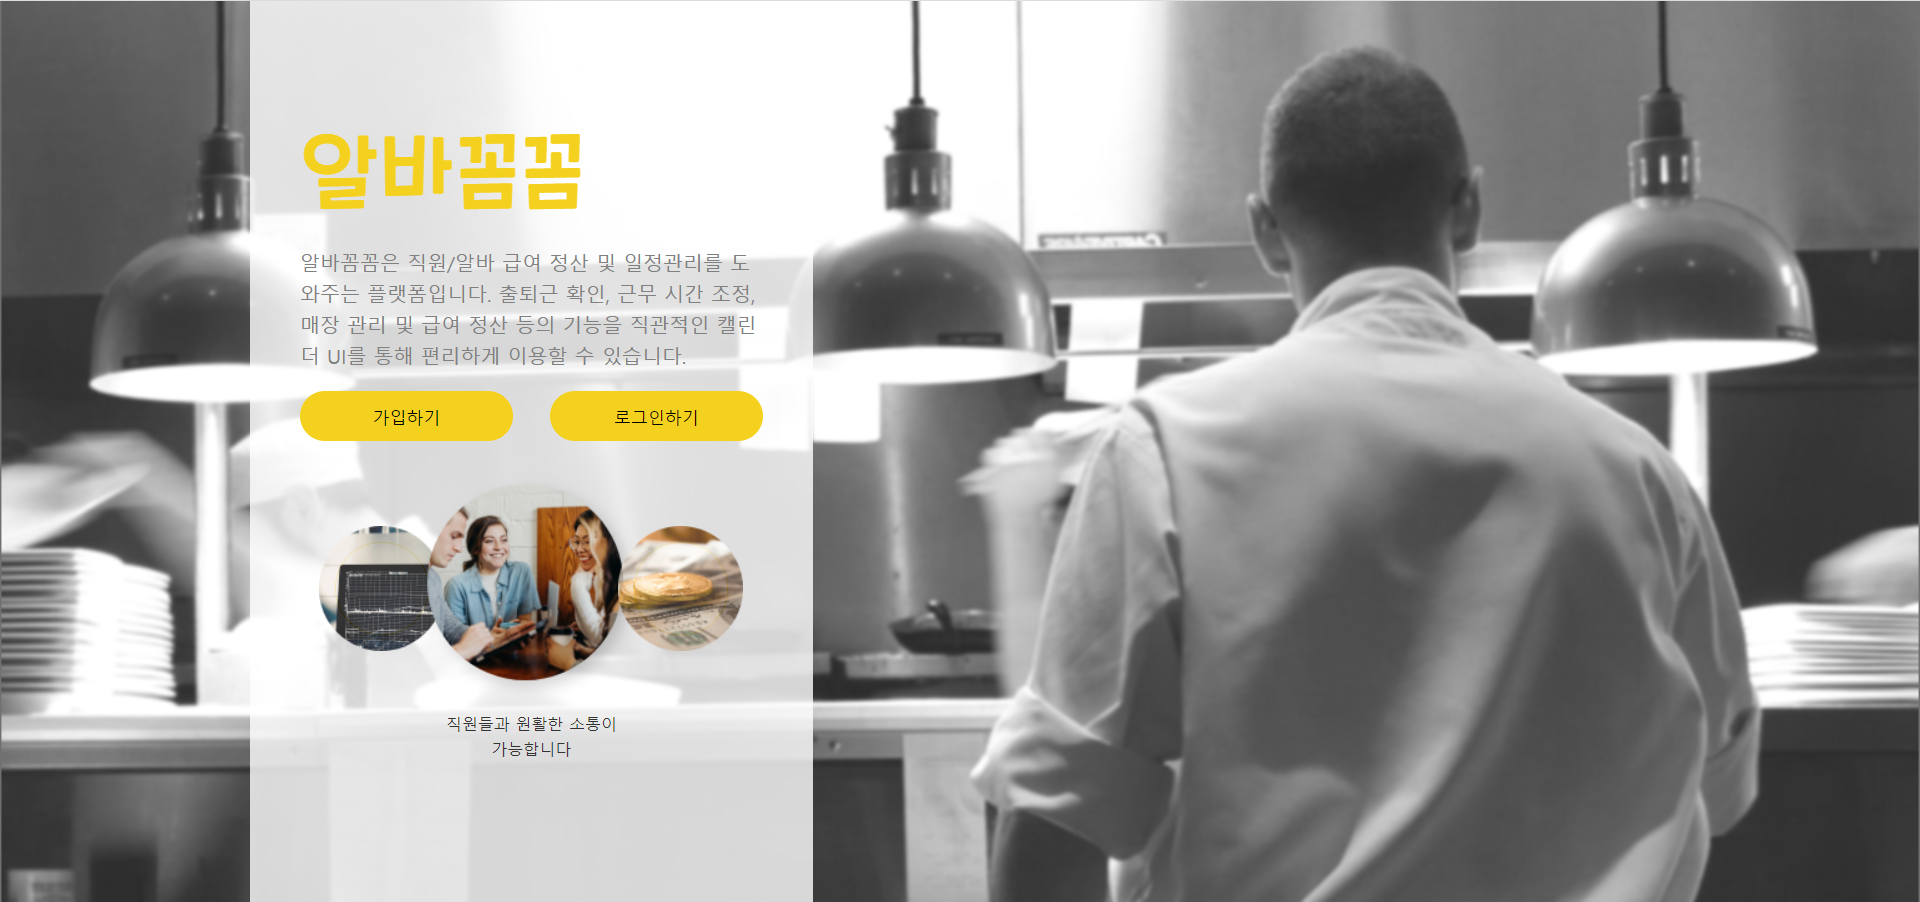 알바꼼꼼
알바꼼꼼은 직원/알바 급여 정산 및 일정관리를 도
와주는 플랫폼입니다. 출퇴근 확인, 근무 시간 조정,
매장 관리 및 급여 정산 등의 기능을 직관적인 캘린
더 UI를 통해 편리하게 이용할 수 있습니다.
가입하기 로그인하기
직원들과 원활한 소통이
가능합니다